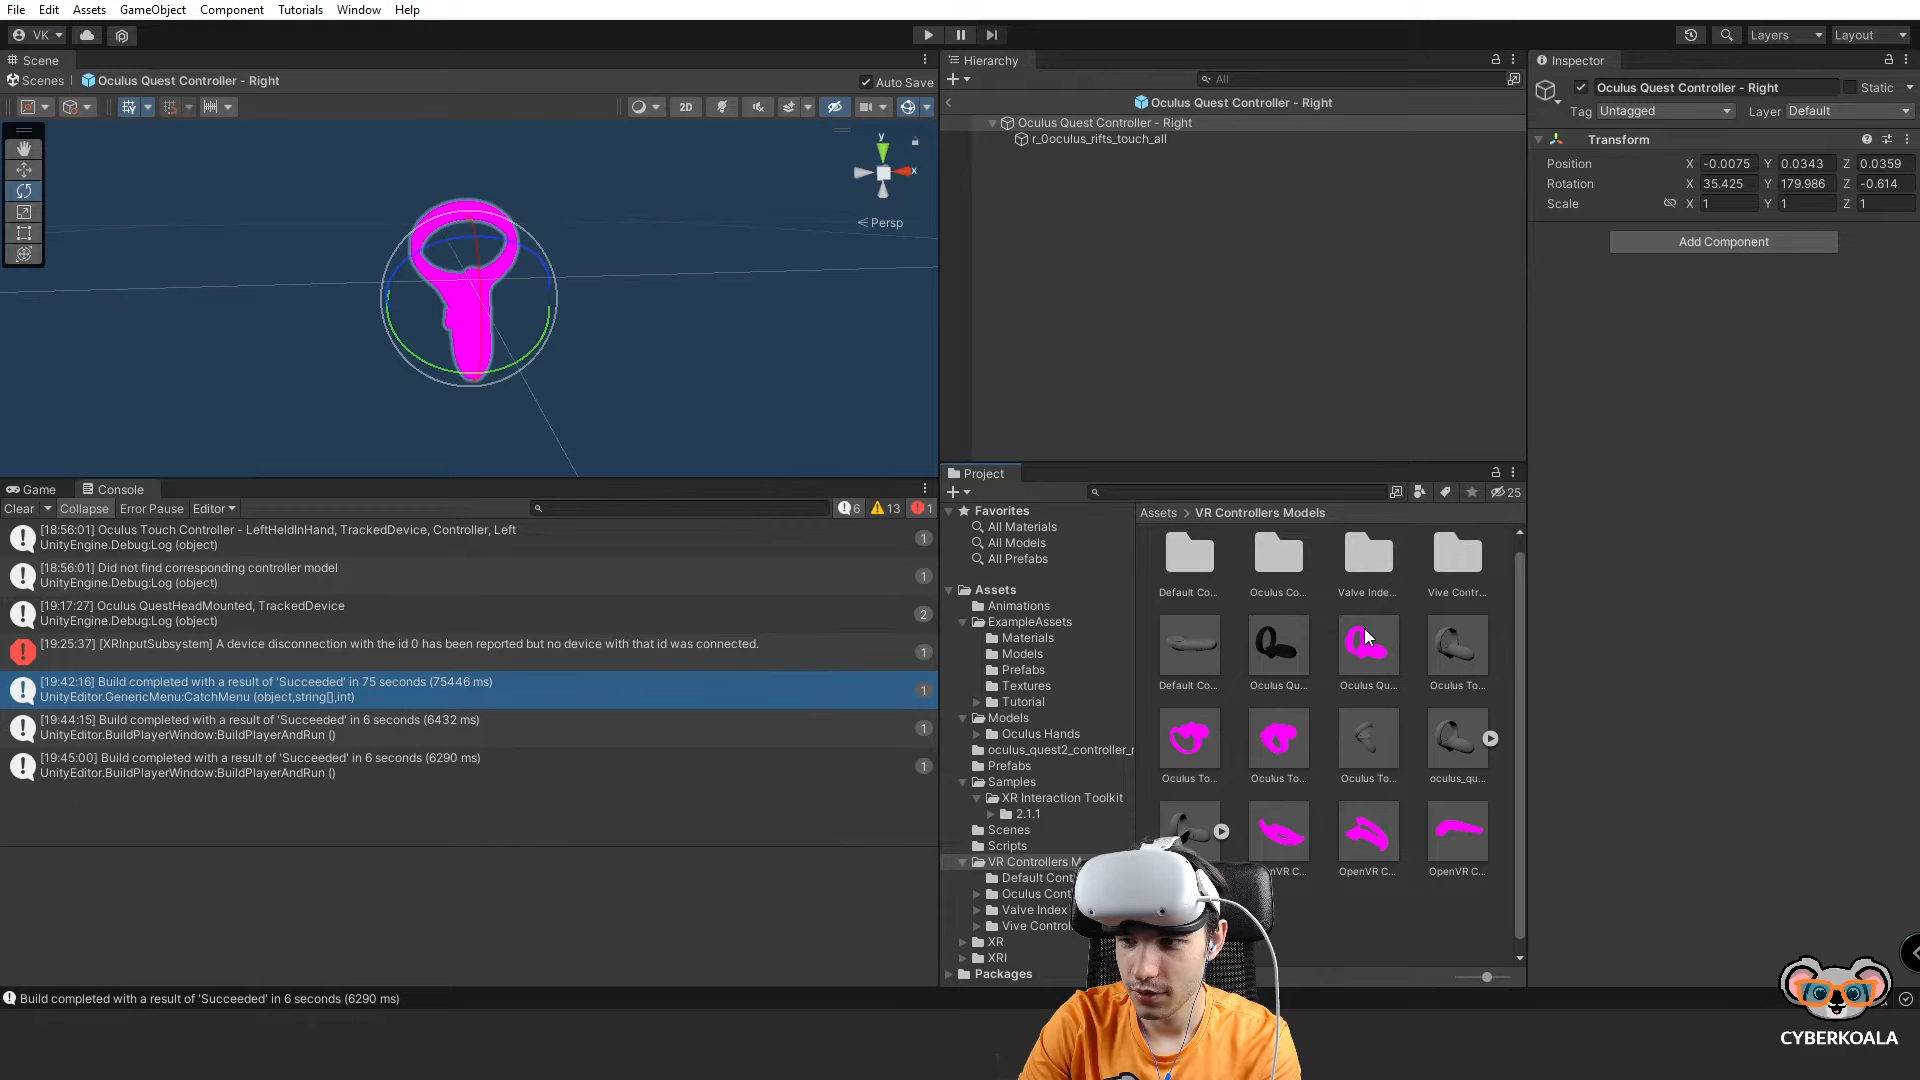 File Edit Assets GameObject Component Tutorials Window Help
VK
Layers Layout
Scene
Scenes Oculus Quest Controller - Right
Auto Save
2D
y
x
Persp
Hierarchy
All
Oculus Quest Controller - Right
Oculus Quest Controller - Right
r_0oculus_rifts_touch_all
Inspector
Oculus Quest Controller - Right Static
Tag Untagged Layer Default
Transform
Position X -0.0075 Y 0.0343 Z 0.0359
Rotation X 35.425 Y 179.986 Z -0.614
Scale X 1 Y 1 Z 1
Add Component
Game Console
Clear Collapse Error Pause Editor
6 13 1
[18:56:01] Oculus Touch Controller - LeftHeldInHand, TrackedDevice, Controller, Left
UnityEngine.Debug:Log (object)
1
[18:56:01] Did not find corresponding controller model
UnityEngine.Debug:Log (object)
1
[19:17:27] Oculus QuestHeadMounted, TrackedDevice
UnityEngine.Debug:Log (object)
2
[19:25:37] [XRInputSubsystem] A device disconnection with the id 0 has been reported but no device with that id was connected.
1
[19:42:16] Build completed with a result of 'Succeeded' in 75 seconds (75446 ms)
UnityEditor.GenericMenu:CatchMenu (object,string[],int)
1
[19:44:15] Build completed with a result of 'Succeeded' in 6 seconds (6432 ms)
UnityEditor.BuildPlayerWindow:BuildPlayerAndRun ()
1
[19:45:00] Build completed with a result of 'Succeeded' in 6 seconds (6290 ms)
UnityEditor.BuildPlayerWindow:BuildPlayerAndRun ()
1
Project
25
Favorites
All Materials
All Models
All Prefabs
Assets
Animations
ExampleAssets
Materials
Models
Prefabs
Textures
Tutorial
Models
Oculus Hands
oculus_quest2_controller_r
Prefabs
Samples
XR Interaction Toolkit
2.1.1
Scenes
Scripts
VR Controllers M
Default Cont
Oculus Cont
Valve Index
Vive Contro
XR
XRI
Packages
Assets > VR Controllers Models
Default Co... Oculus Co... Valve Inde... Vive Contr...
Default Co... Oculus Qu... Oculus Qu... Oculus To...
Oculus To... Oculus To... Oculus To... oculus_qu...
nVR C... OpenVR C... OpenVR C...
Build completed with a result of 'Succeeded' in 6 seconds (6290 ms)
CYBERKOALA